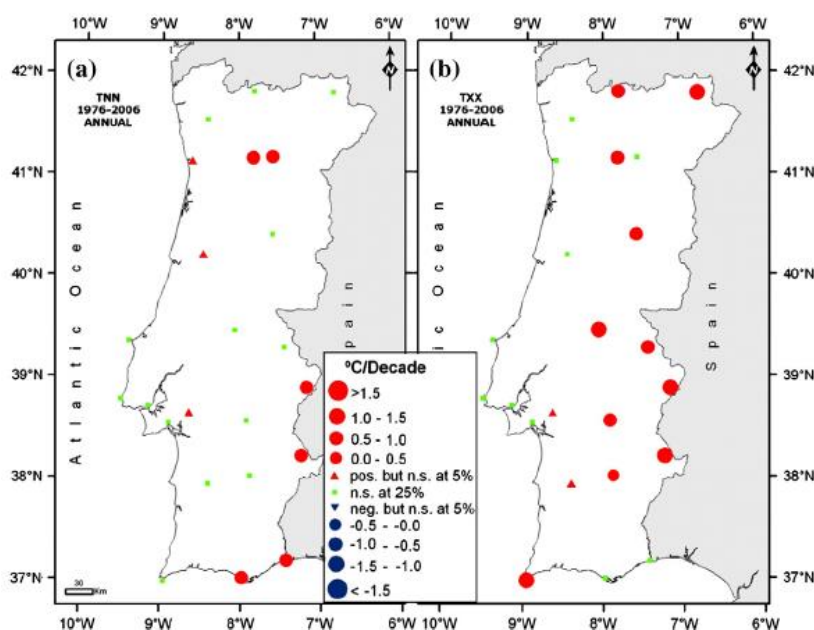 10°W 9°W 8°W 7°W 6°W 10°W 9°W 8°W 7°W 6°W
42°N (a) N (b) N 42°N
TNN
1976-2006
ANNUAL
TXX
1976-2006
ANNUAL
41°N 41°N
40°N 40°N
39°N 39°N
38°N 38°N
37°N 37°N
Atlantic Ocean
pain
ic Ocean
Spain
ºC/Decade
>1.5
1.0 - 1.5
0.5 - 1.0
0.0 - 0.5
pos. but n.s. at 5%
n.s. at 25%
neg. but n.s. at 5%
-0.5 - -0.0
-1.0 - -0.5
-1.5 - -1.0
< -1.5
30
Km
10°W 9°W 8°W 7°W 6°W 10°W 9°W 8°W 7°W 6°W